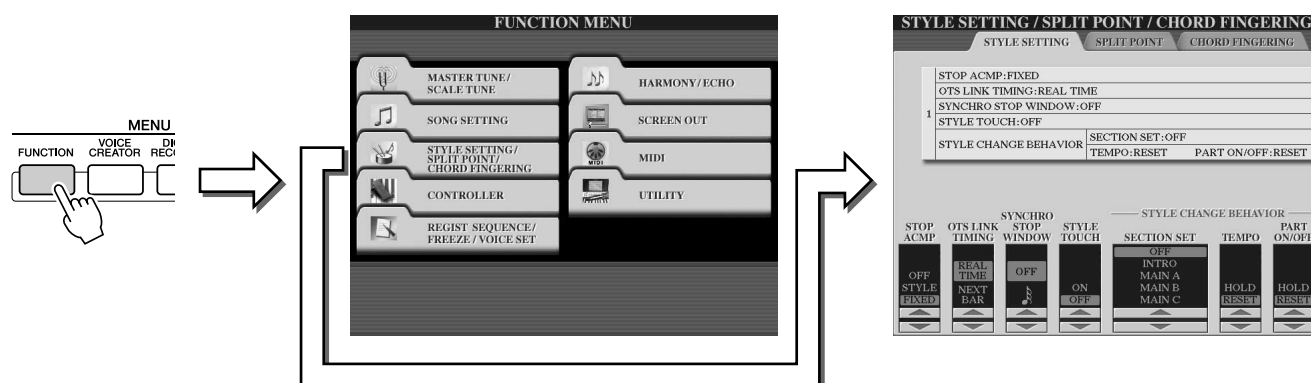 MENU
FUNCTION
VOICE
CREATOR
FUNCTION MENU
MASTER TUNE/
SCALE TUNE
SONG SETTING
STYLE SETTING/
SPLIT POINT/
CHORD FINGERING
CONTROLLER
REGIST SEQUENCE/
FREEZE / VOICE SET
HARMONY/ECHO
SCREEN OUT
MIDI
MIDI
UTILITY
STYLE SETTING / SPLIT POINT / CHORD FINGERING
STYLE SETTING SPLIT POINT CHORD FINGERING
1
STOP ACMP:FIXED
OTS LINK TIMING:REAL TIME
SYNCHRO STOP WINDOW:OFF
STYLE TOUCH:OFF
STYLE CHANGE BEHAVIOR
SECTION SET:OFF
TEMPO:RESET PART ON/OFF:RESET
STOP
ACMP
OFF
STYLE
FIXED
OTS LINK
TIMING
REAL
TIME
NEXT
BAR
SYNCHRO
STOP
WINDOW
OFF
STYLE
TOUCH
ON
OFF
STYLE CHANGE BEHAVIOR
SECTION SET
OFF
INTRO
MAIN A
MAIN B
MAIN C
TEMPO
HOLD
RESET
PART
ON/OFF
HOLD
RESET